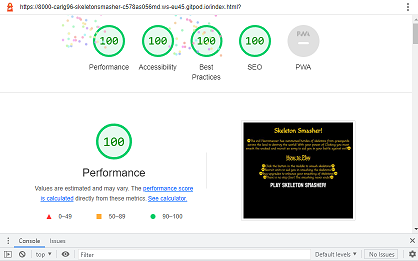 https://8000-carlg96-skeletonsmasher-c578as056md.ws-eu45.gitpod.io/index.html?
100
100
100
100
PWA
Performance
Accessibility
Best
Practices
SEO
PWA
100
Performance
Values are estimated and may vary. The performance score
is calculated directly from these metrics. See calculator.
0–49
50–89
90–100
Skeleton Smasher!
How to Play
PLAY SKELETON SMASHER!
Console
Issues
top
Filter
Default levels
No Issues